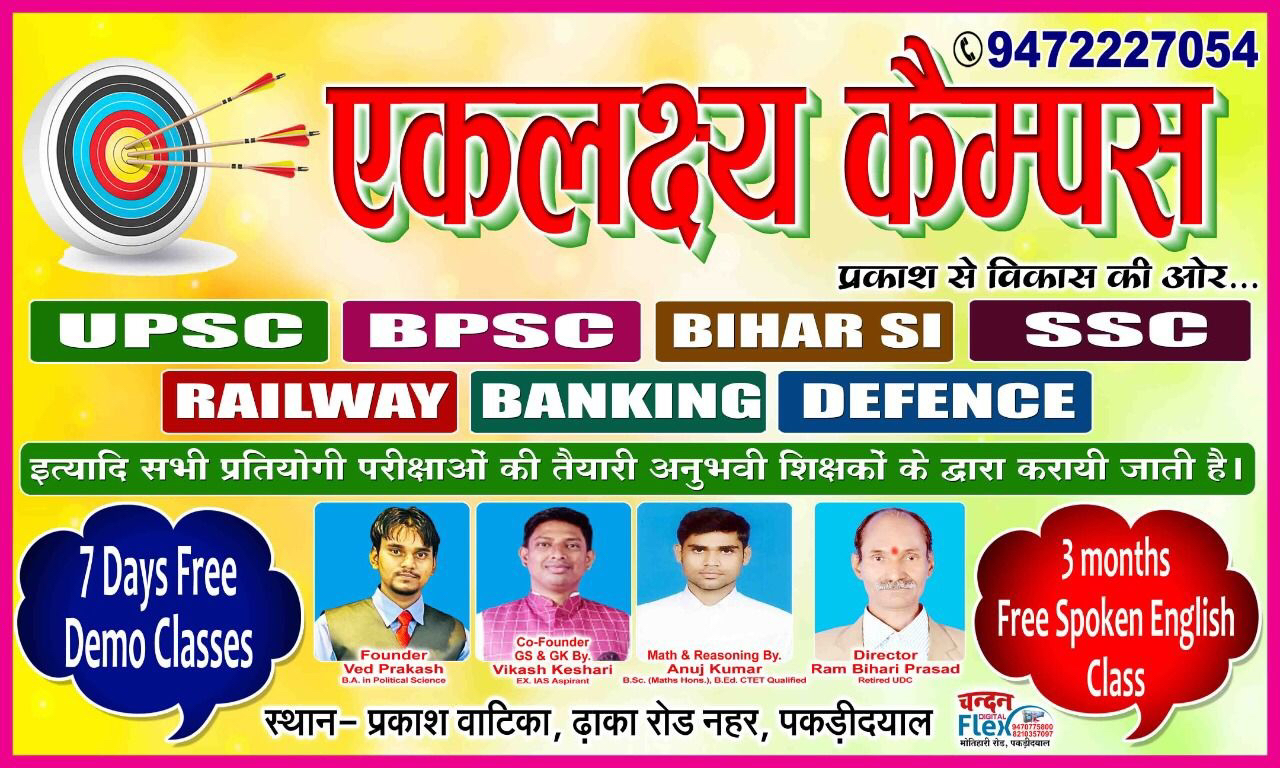 9472227054
एकलक्ष्य कैम्पस
प्रकाश से विकास की ओर...
UPSC BPSC BIHAR SI SSC
RAILWAY BANKING DEFENCE
इत्यादि सभी प्रतियोगी परीक्षाओं की तैयारी अनुभवी शिक्षकों के द्वारा करायी जाती है।
7 Days Free
Demo Classes
Founder
Ved Prakash
B.A. in Political Science
Co-Founder
GS & GK By.
Vikash Keshari
EX. IAS Aspirant
Math & Reasoning By.
Anuj Kumar
B.Sc. (Maths Hons.), B.Ed. CTET Qualified
Director
Ram Bihari Prasad
Retired UDC
3 months
Free Spoken English
Class
स्थान– प्रकाश वाटिका, ढ़ाका रोड नहर, पकड़ीदयाल
चन्दन
DIGITAL
Flex
9470775800
8210357097
मोतिहारी रोड, पकड़ीदयाल